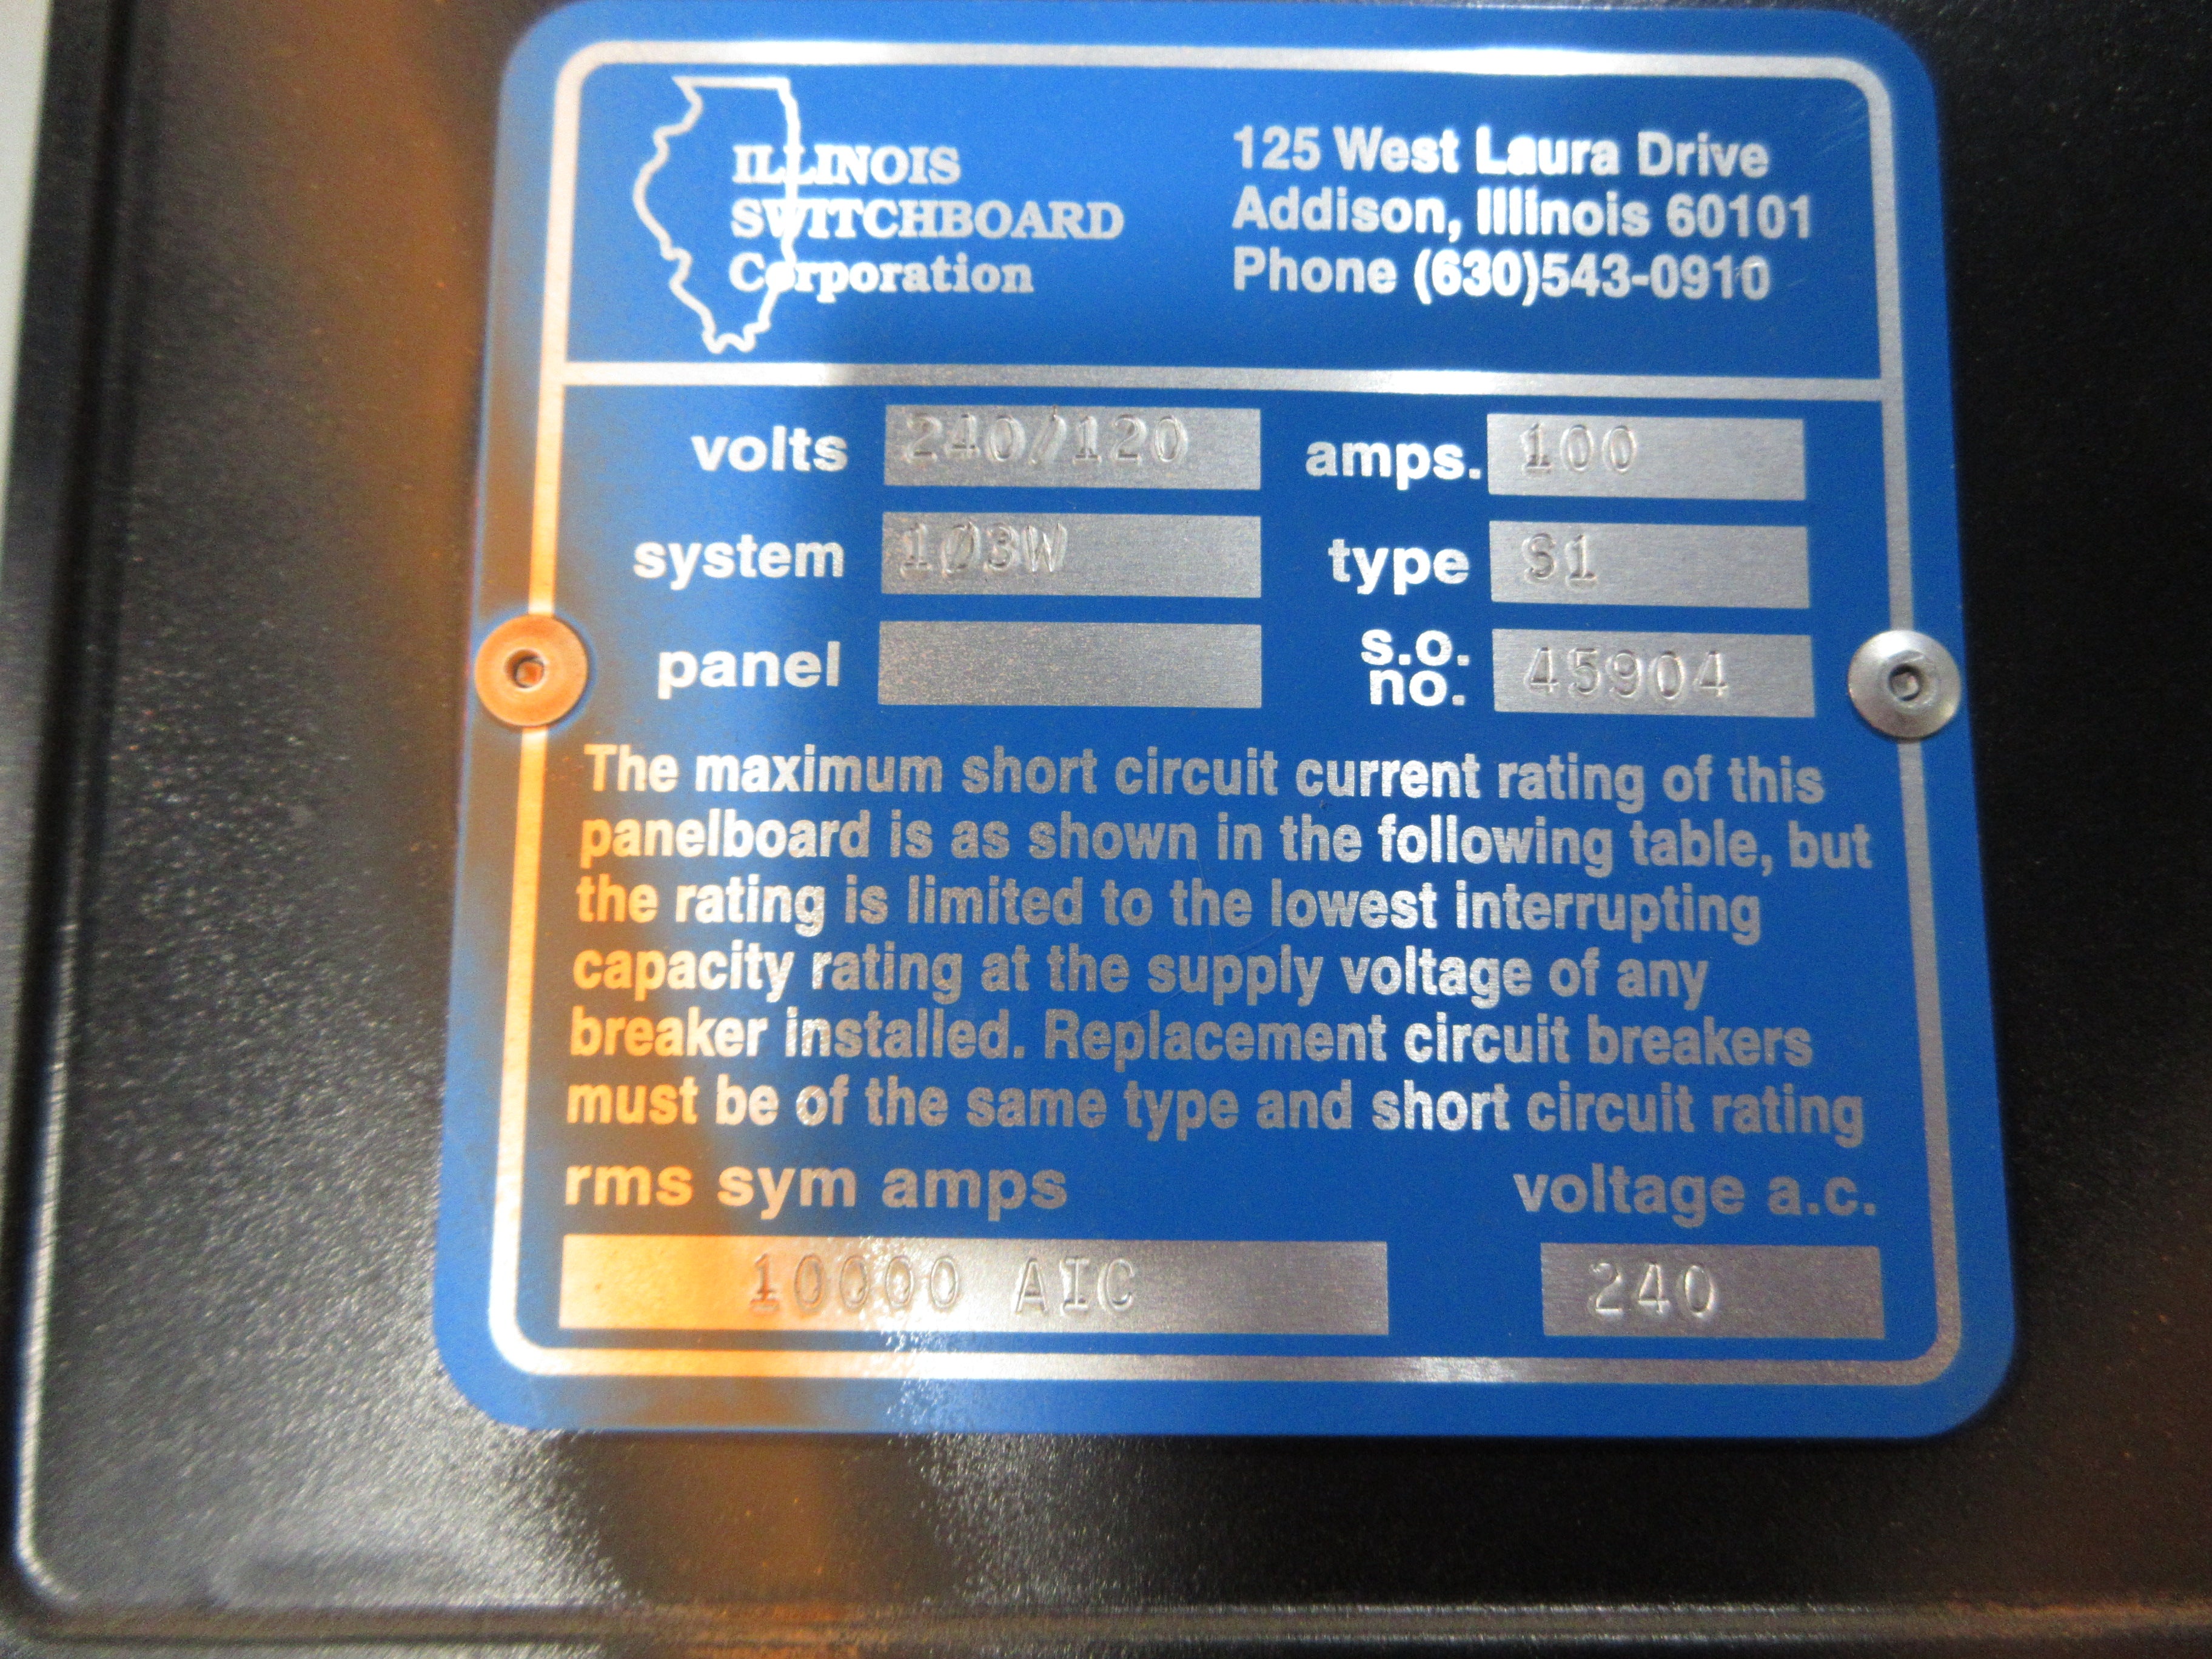 ILLINOIS
SWITCHBOARD
Corporation
125 West Laura Drive
Addison, Illinois 60101
Phone (630)543-0910
volts 240/120 amps. 100
system 1Ø3W type S1
panel s.o. no. 45904
The maximum short circuit current rating of this
panelboard is as shown in the following table, but
the rating is limited to the lowest interrupting
capacity rating at the supply voltage of any
breaker installed. Replacement circuit breakers
must be of the same type and short circuit rating
rms sym amps voltage a.c.
10000 AIC 240